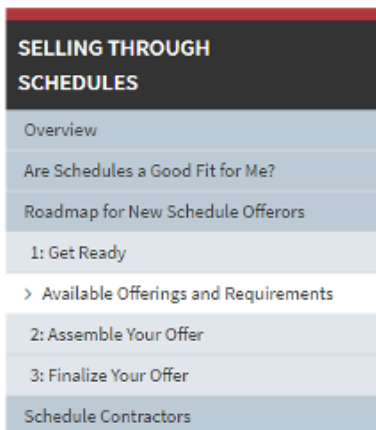 SELLING THROUGH
SCHEDULES
Overview
Are Schedules a Good Fit for Me?
Roadmap for New Schedule Offerors
1: Get Ready
> Available Offerings and Requirements
2: Assemble Your Offer
3: Finalize Your Offer
Schedule Contractors